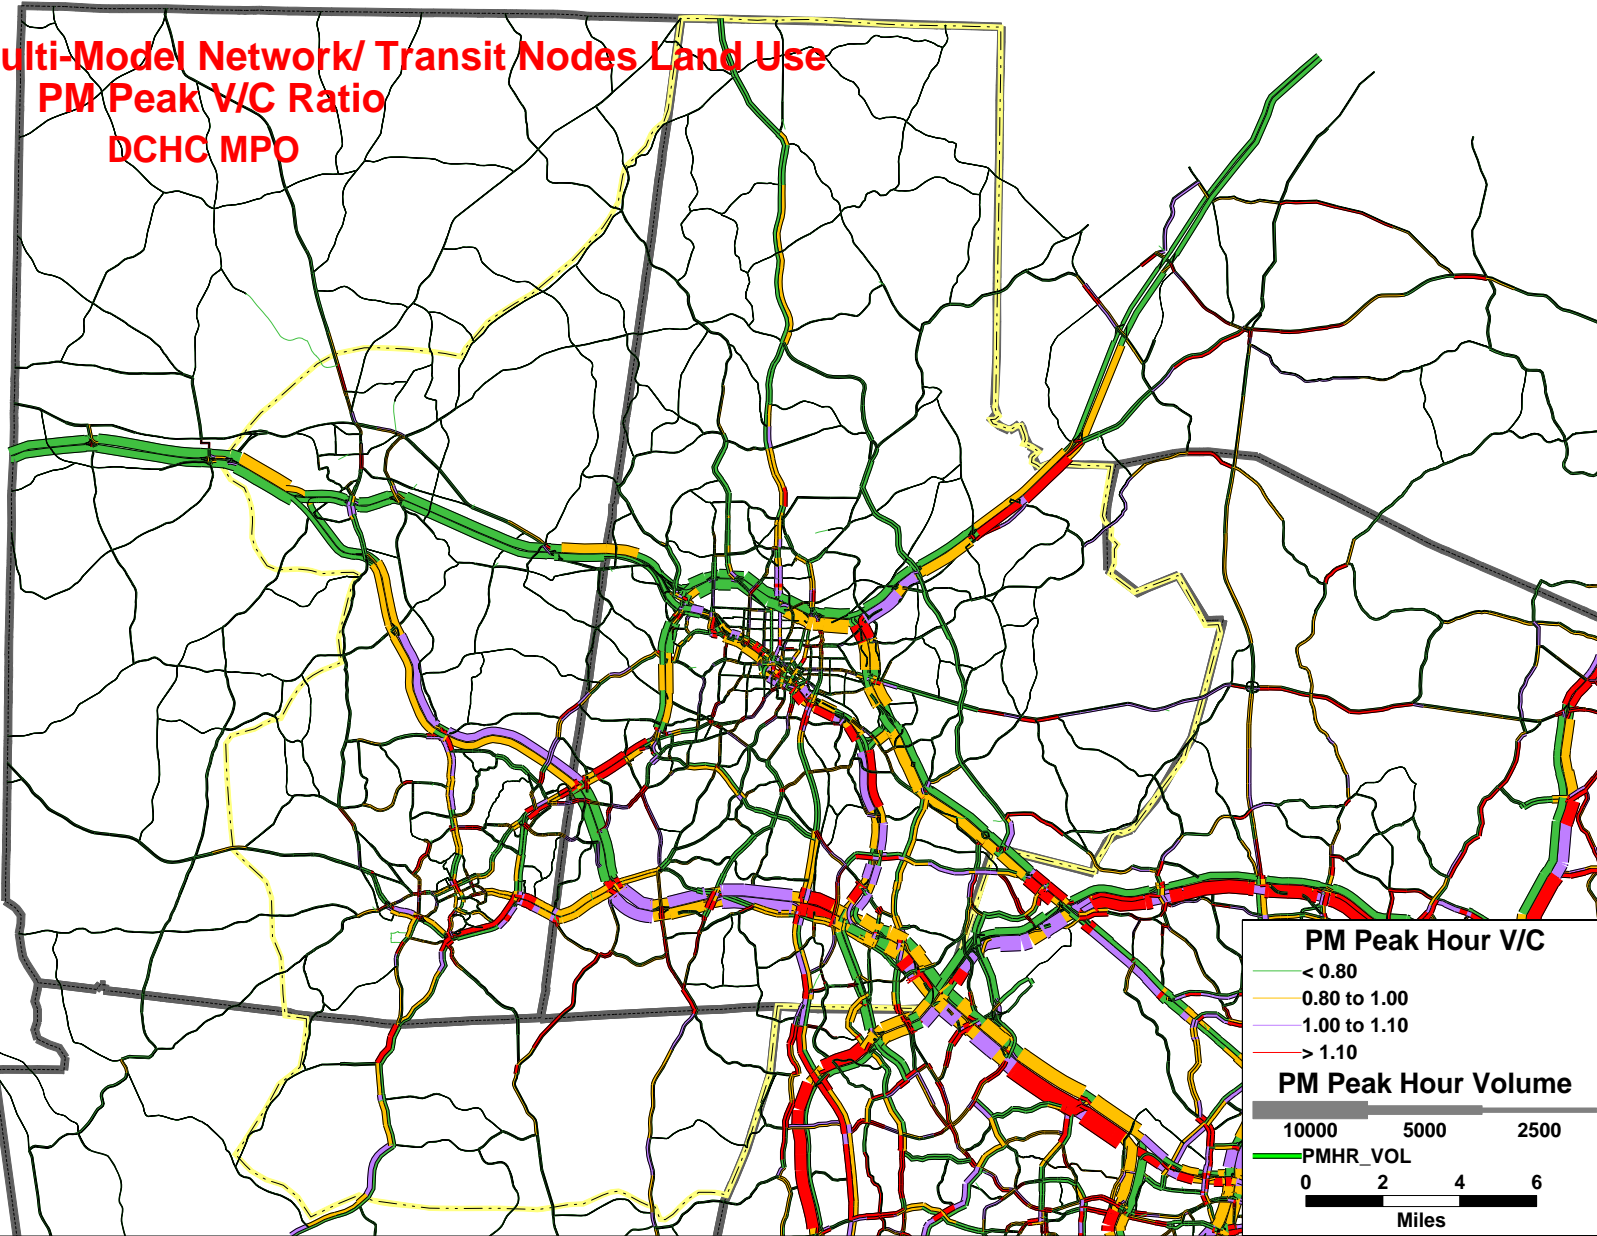 ulti-Model Network/ Transit Nodes Land Use
PM Peak V/C Ratio
DCHC MPO
PM Peak Hour V/C
< 0.80
0.80 to 1.00
1.00 to 1.10
> 1.10
PM Peak Hour Volume
10000 5000 2500
PMHR_VOL
0 2 4 6
Miles